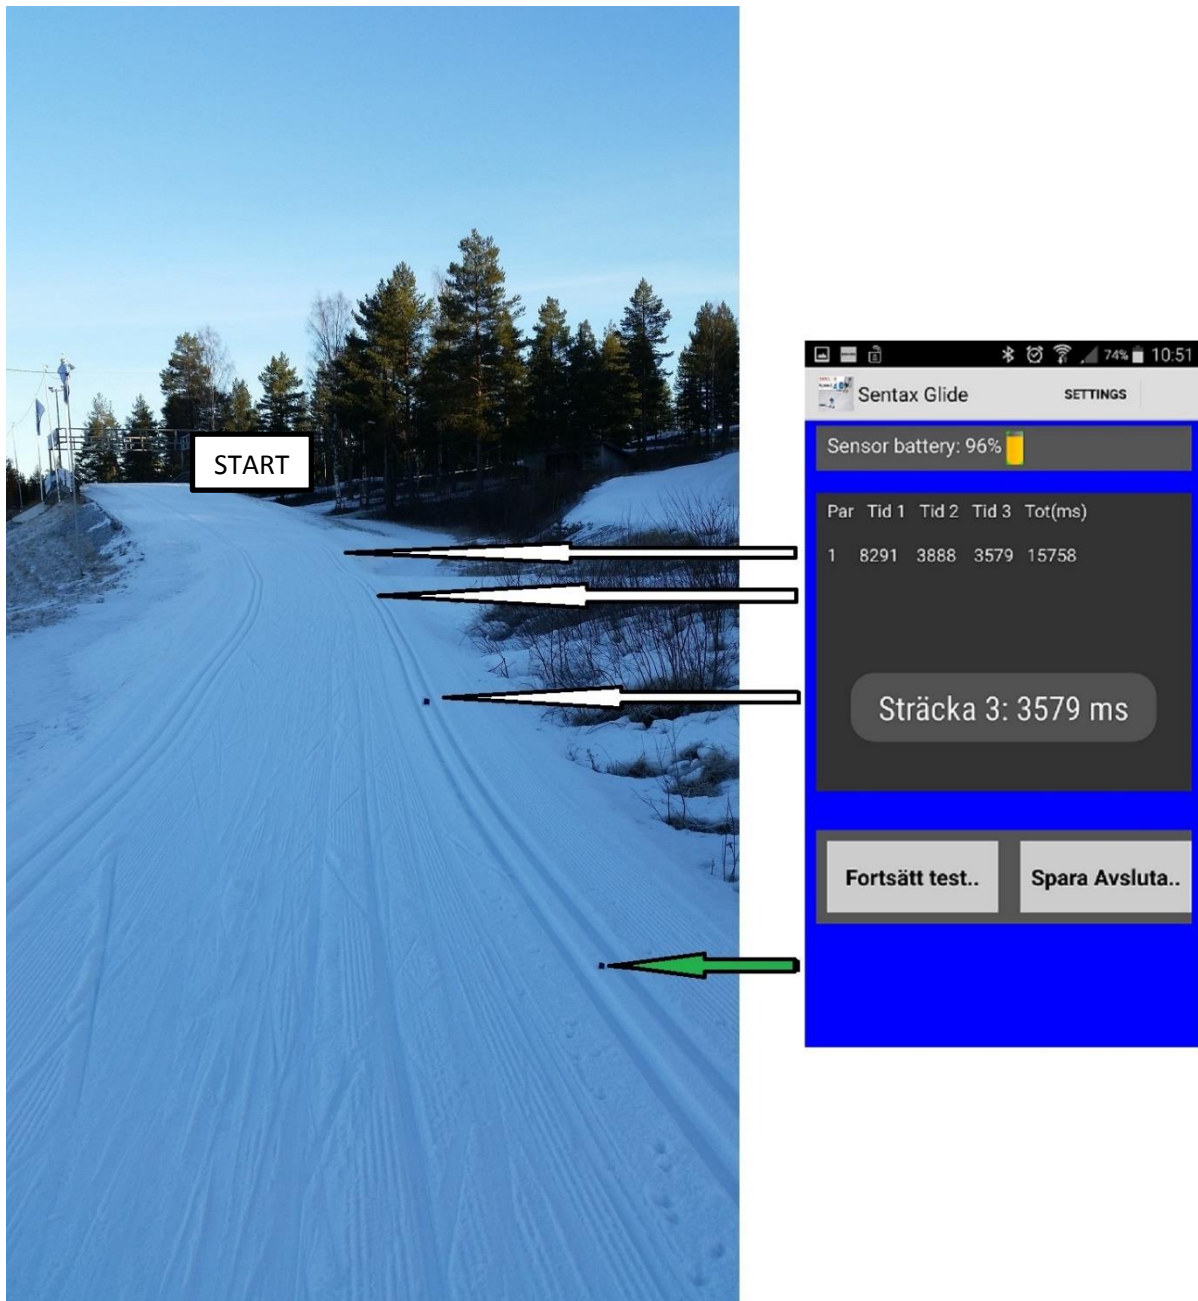 START
74% 10:51
Sentax Glide SETTINGS
Sensor battery: 96%
Par Tid 1 Tid 2 Tid 3 Tot(ms)
1 8291 3888 3579 15758
Sträcka 3: 3579 ms
Fortsätt test.. Spara Avsluta..